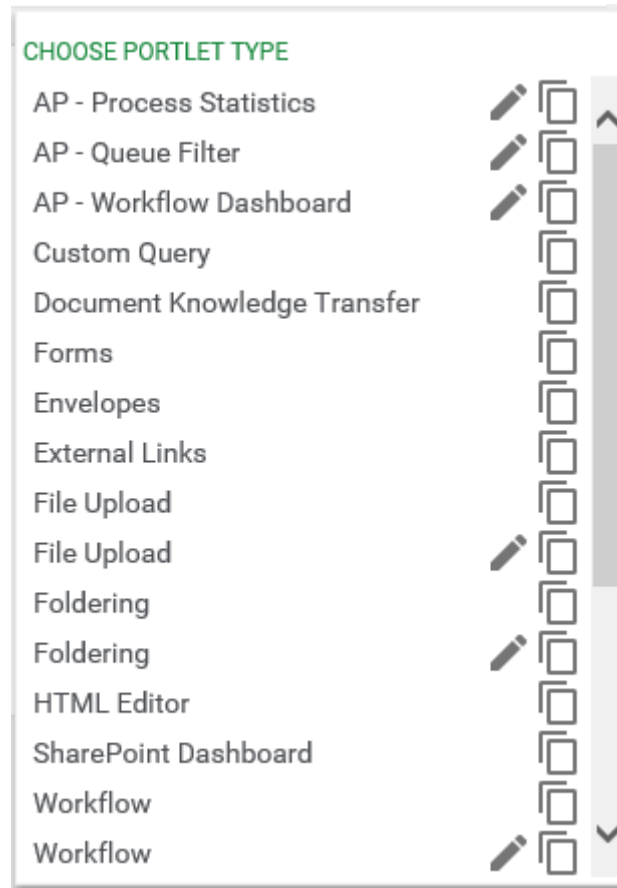 CHOOSE PORTLET TYPE
AP - Process Statistics
AP - Queue Filter
AP - Workflow Dashboard
Custom Query
Document Knowledge Transfer
Forms
Envelopes
External Links
File Upload
File Upload
Foldering
Foldering
HTML Editor
SharePoint Dashboard
Workflow
Workflow